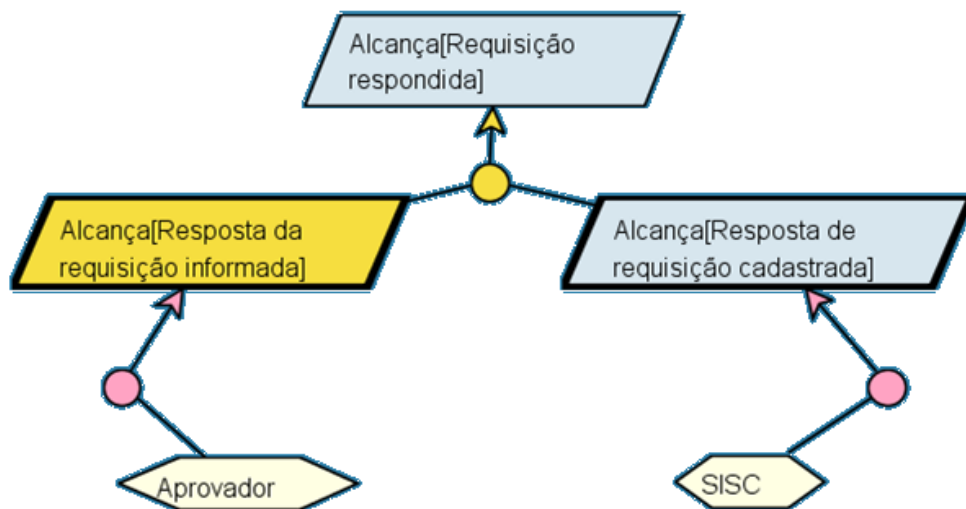 Alcança[Requisição
respondida]
Alcança[Resposta da
requisição informada]
Alcança[Resposta de
requisição cadastrada]
Aprovador
SISC